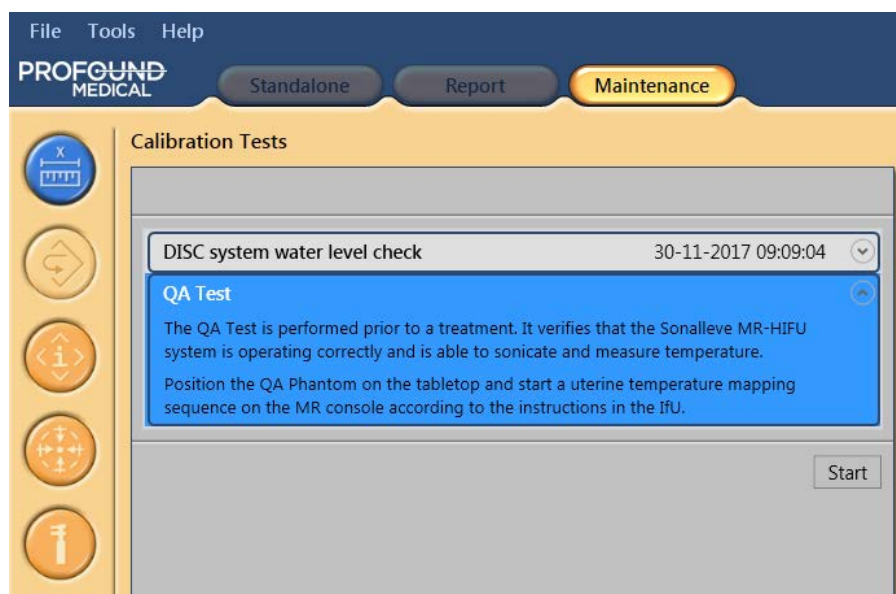 File Tools Help
PROFOUND
MEDICAL
Standalone Report Maintenance
Calibration Tests
X
DISC system water level check 30-11-2017 09:09:04
QA Test
The QA Test is performed prior to a treatment. It verifies that the Sonalleve MR-HIFU
system is operating correctly and is able to sonicate and measure temperature.
Position the QA Phantom on the tabletop and start a uterine temperature mapping
sequence on the MR console according to the instructions in the IfU.
Start
i